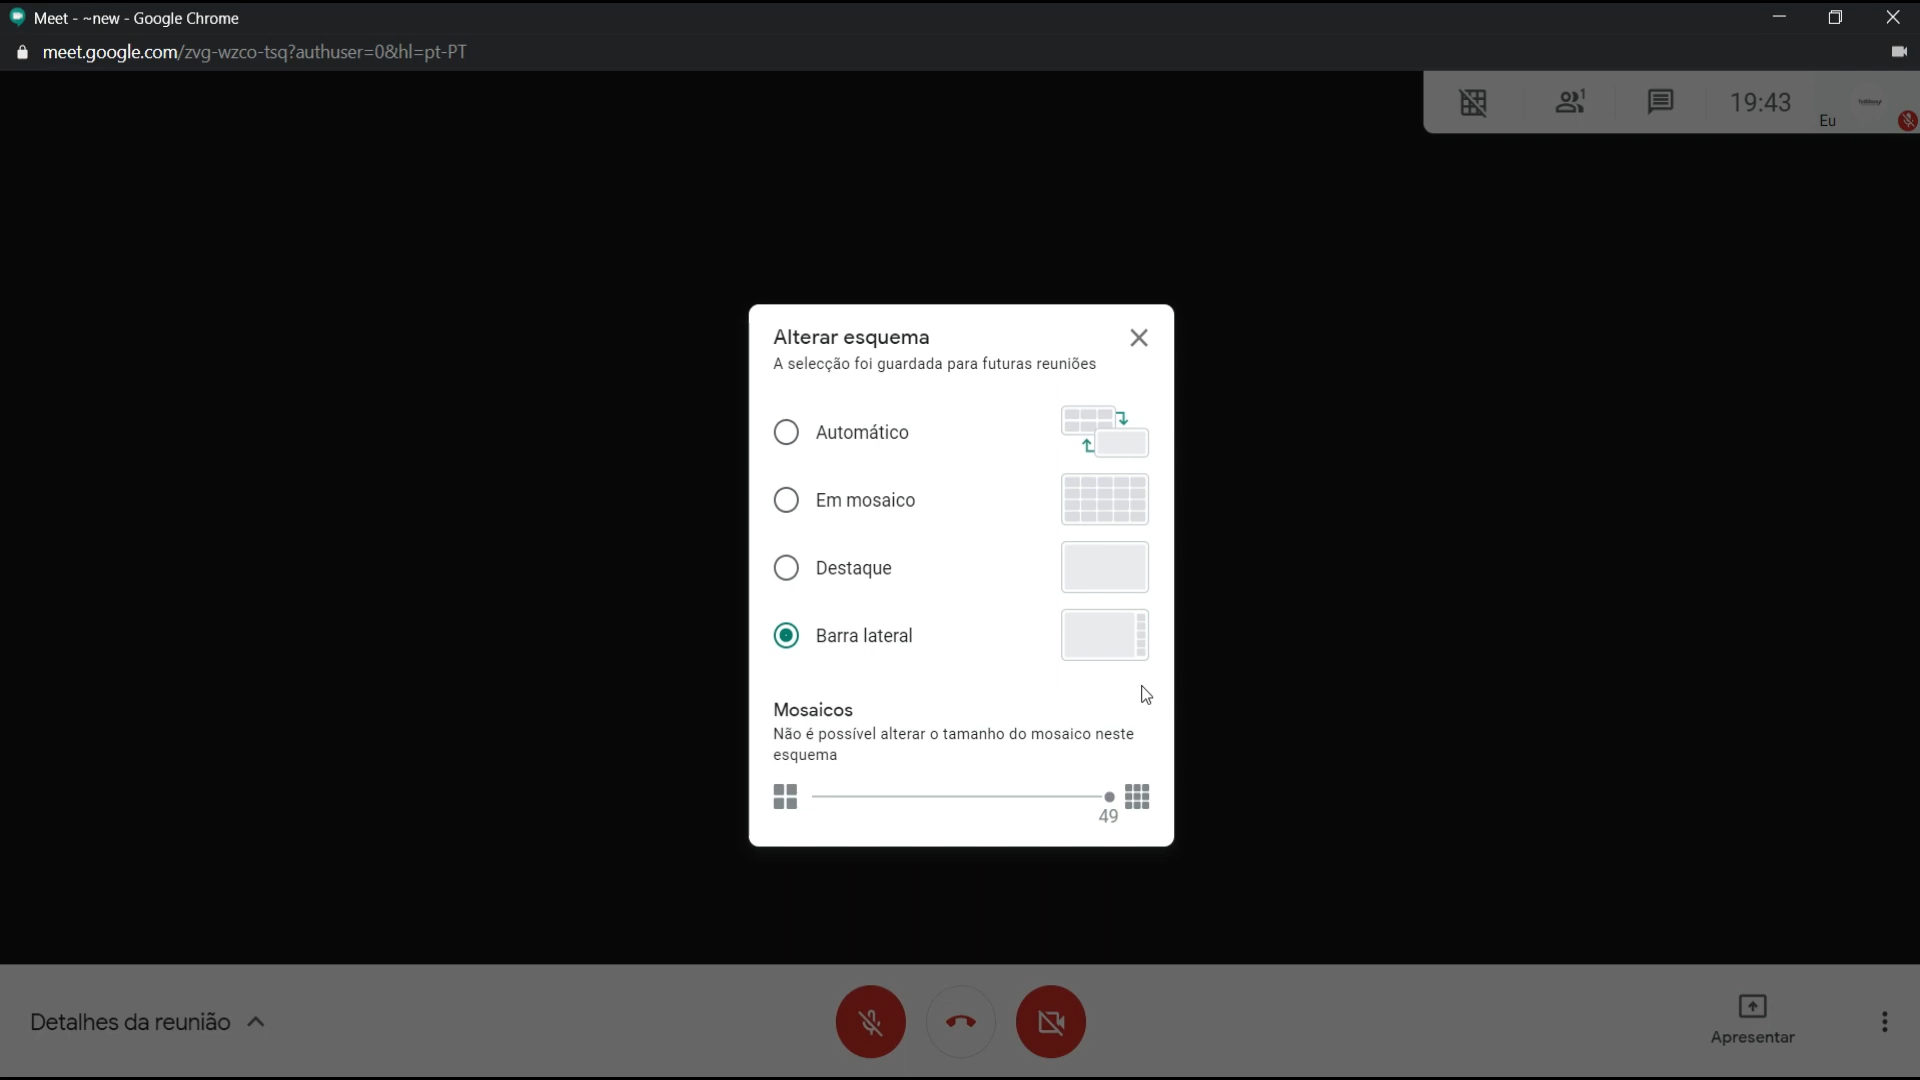 Meet - ~new - Google Chrome
meet.google.com/zvg-wzco-tsq?authuser=0&hl=pt-PT
1
19:43
Eu
Alterar esquema
A selecção foi guardada para futuras reuniões
Automático
Em mosaico
Destaque
Barra lateral
Mosaicos
Não é possível alterar o tamanho do mosaico neste
esquema
49
Detalhes da reunião
Apresentar